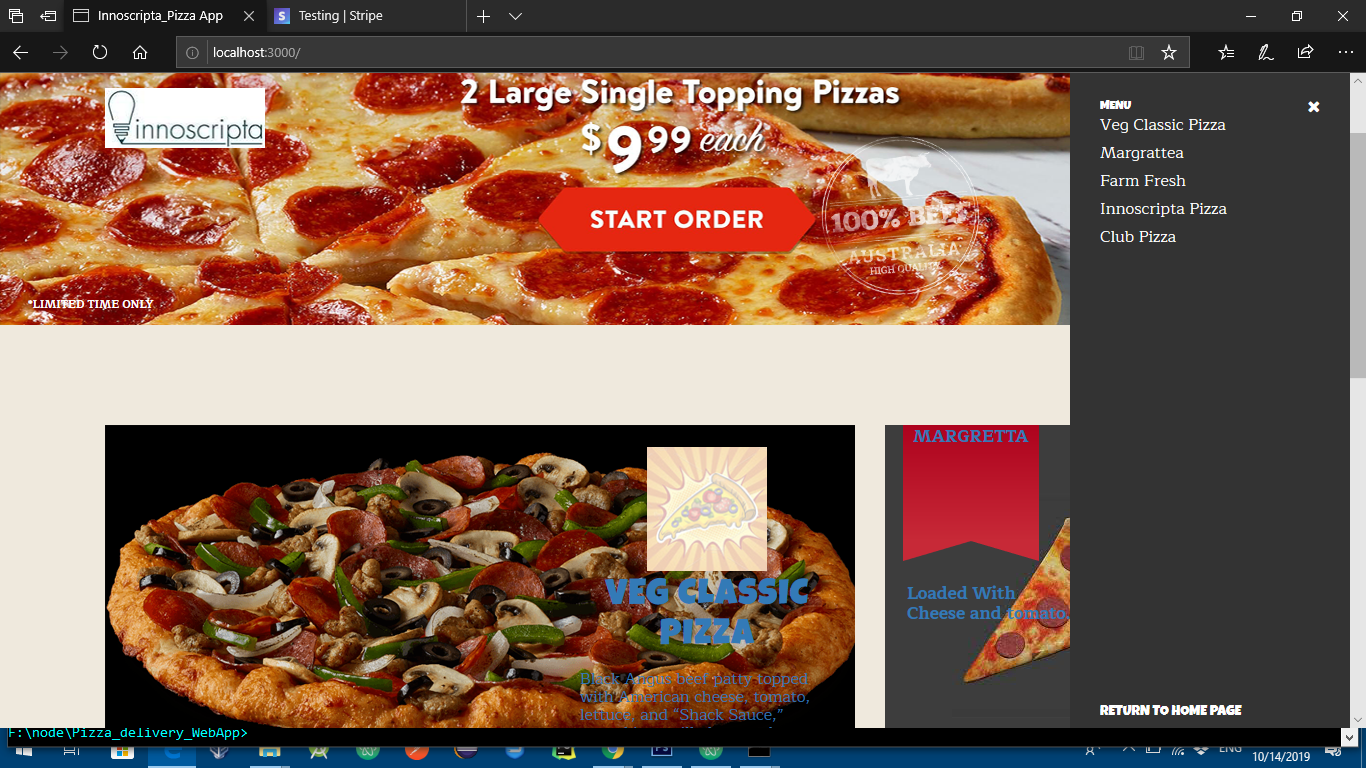 Innoscripta_Pizza App
Testing | Stripe
localhost:3000/
innoscripta
2 Large Single Topping Pizzas
$9.99 each
START ORDER
100% BEEF
AUSTRALIA
HIGH QUALITY
*LIMITED TIME ONLY
MENU
Veg Classic Pizza
Margrattea
Farm Fresh
Innoscripta Pizza
Club Pizza
RETURN TO HOME PAGE
VEG CLASSIC
PIZZA
Black Angus beef patty topped
with American cheese, tomato,
lettuce, and “Shack Sauce,”
MARGRETTA
Loaded With
Cheese and tomato.
F:\node\Pizza_delivery_WebApp>
ENG
10/14/2019